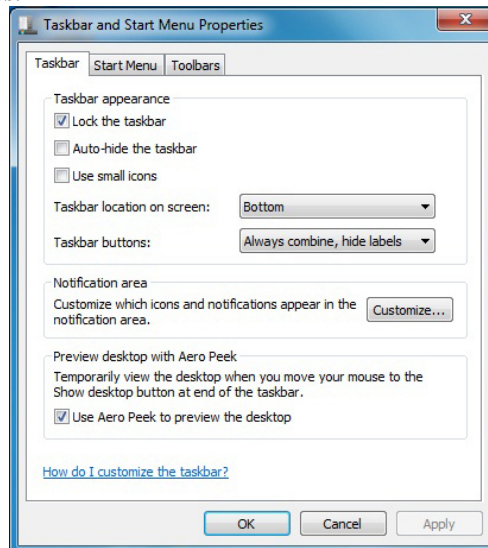 Taskbar and Start Menu Properties
Taskbar
Start Menu
Toolbars
Taskbar appearance
Lock the taskbar
Auto-hide the taskbar
Use small icons
Taskbar location on screen:
Bottom
Taskbar buttons:
Always combine, hide labels
Notification area
Customize which icons and notifications appear in the
notification area.
Customize...
Preview desktop with Aero Peek
Temporarily view the desktop when you move your mouse to the
Show desktop button at end of the taskbar.
Use Aero Peek to preview the desktop
How do I customize the taskbar?
OK
Cancel
Apply